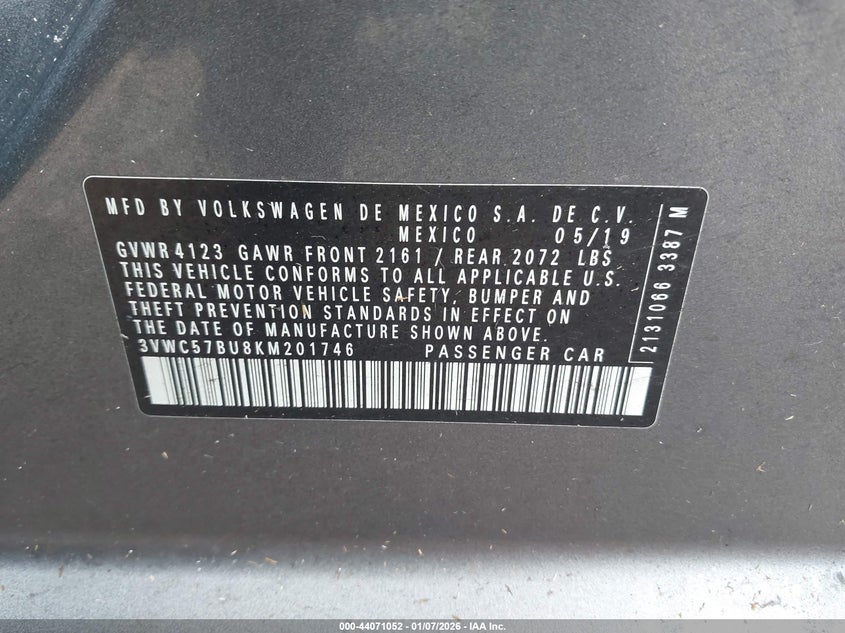 MFD BY VOLKSWAGEN DE MEXICO S.A. DE C.V.
MEXICO 05/19
GVWR 4123 GAWR FRONT 2161 / REAR 2072 LBS
THIS VEHICLE CONFORMS TO ALL APPLICABLE U.S.
FEDERAL MOTOR VEHICLE SAFETY, BUMPER AND
THEFT PREVENTION STANDARDS IN EFFECT ON
THE DATE OF MANUFACTURE SHOWN ABOVE.
3VWC57BU8KM201746 PASSENGER CAR
2131066 3387 M
000-44071052 - 01/07/2026 - IAA Inc.